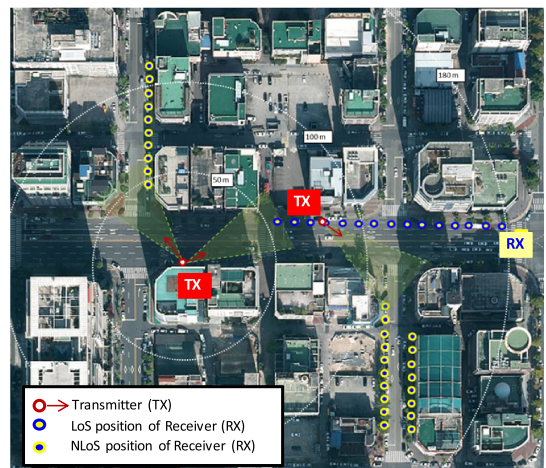 180 m
100 m
50 m
TX
RX
TX
Transmitter (TX)
LoS position of Receiver (RX)
NLoS position of Receiver (RX)